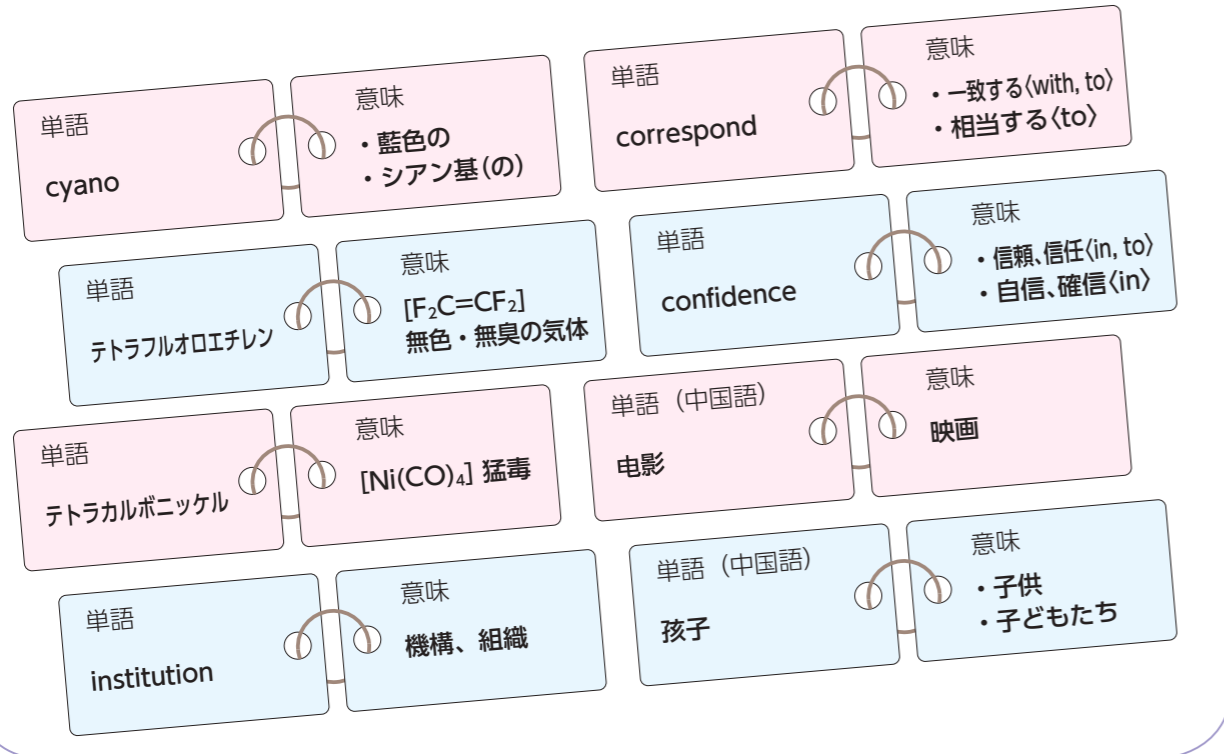 単語
cyano
意味
・藍色の
・シアン基(の)
単語
correspond
意味
・一致する〈with, to〉
・相当する〈to〉
単語
テトラフルオロエチレン
意味
[F₂C=CF₂]
無色・無臭の気体
単語
confidence
意味
・信頼、信任〈in, to〉
・自信、確信〈in〉
単語
テトラカルボニッケル
意味
[Ni(CO)₄] 猛毒
単語（中国語）
电影
意味
映画
単語
institution
意味
機構、組織
単語（中国語）
孩子
意味
・子供
・子どもたち